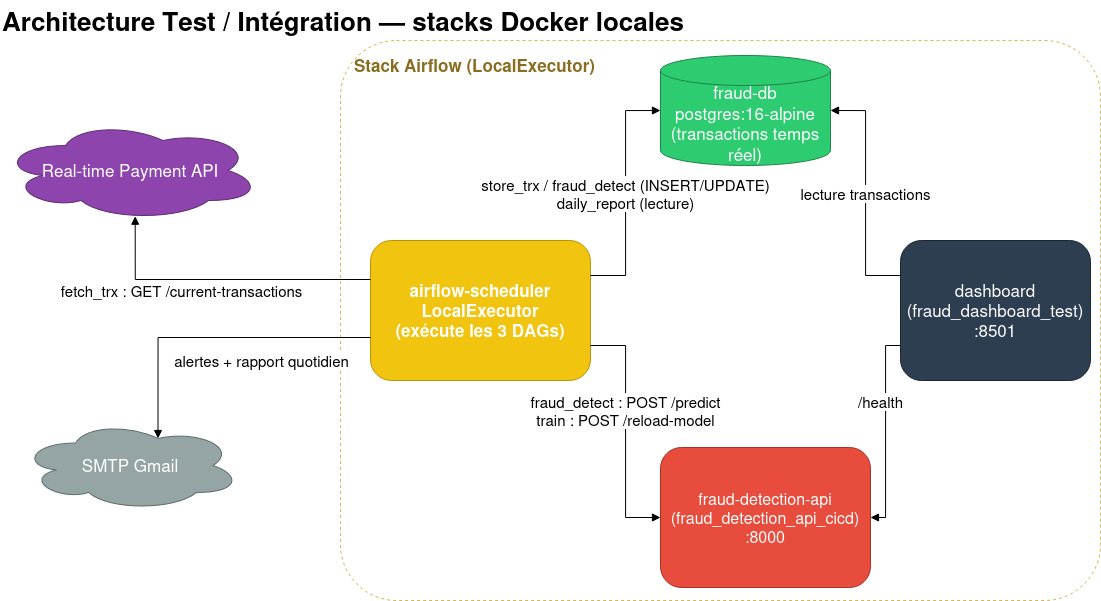 Architecture Test / Intégration — stacks Docker locales
Stack Airflow (LocalExecutor)
fraud-db
postgres:16-alpine
(transactions temps
réel)
Real-time Payment API
store_trx / fraud_detect (INSERT/UPDATE)
daily_report (lecture)
lecture transactions
fetch_trx : GET /current-transactions
airflow-scheduler
LocalExecutor
(exécute les 3 DAGs)
dashboard
(fraud_dashboard_test)
:8501
alertes + rapport quotidien
fraud_detect : POST /predict
train : POST /reload-model
/health
SMTP Gmail
fraud-detection-api
(fraud_detection_api_cicd)
:8000